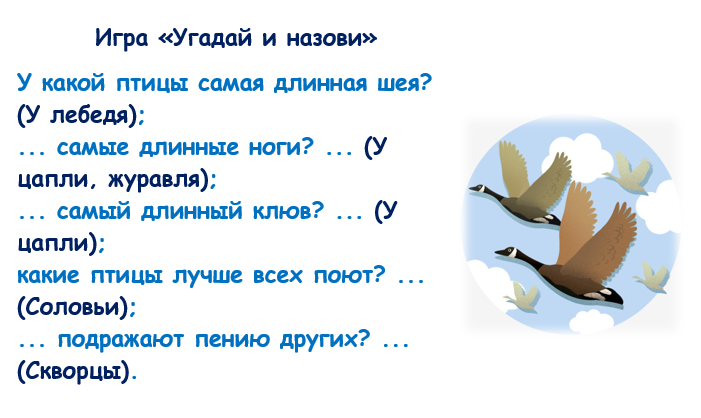 Игра «Угадай и назови»
У какой птицы самая длинная шея?
(У лебедя);
... самые длинные ноги? ... (У
цапли, журавля);
... самый длинный клюв? ... (У
цапли);
какие птицы лучше всех поют? ...
(Соловьи);
... подражают пению других? ...
(Скворцы).